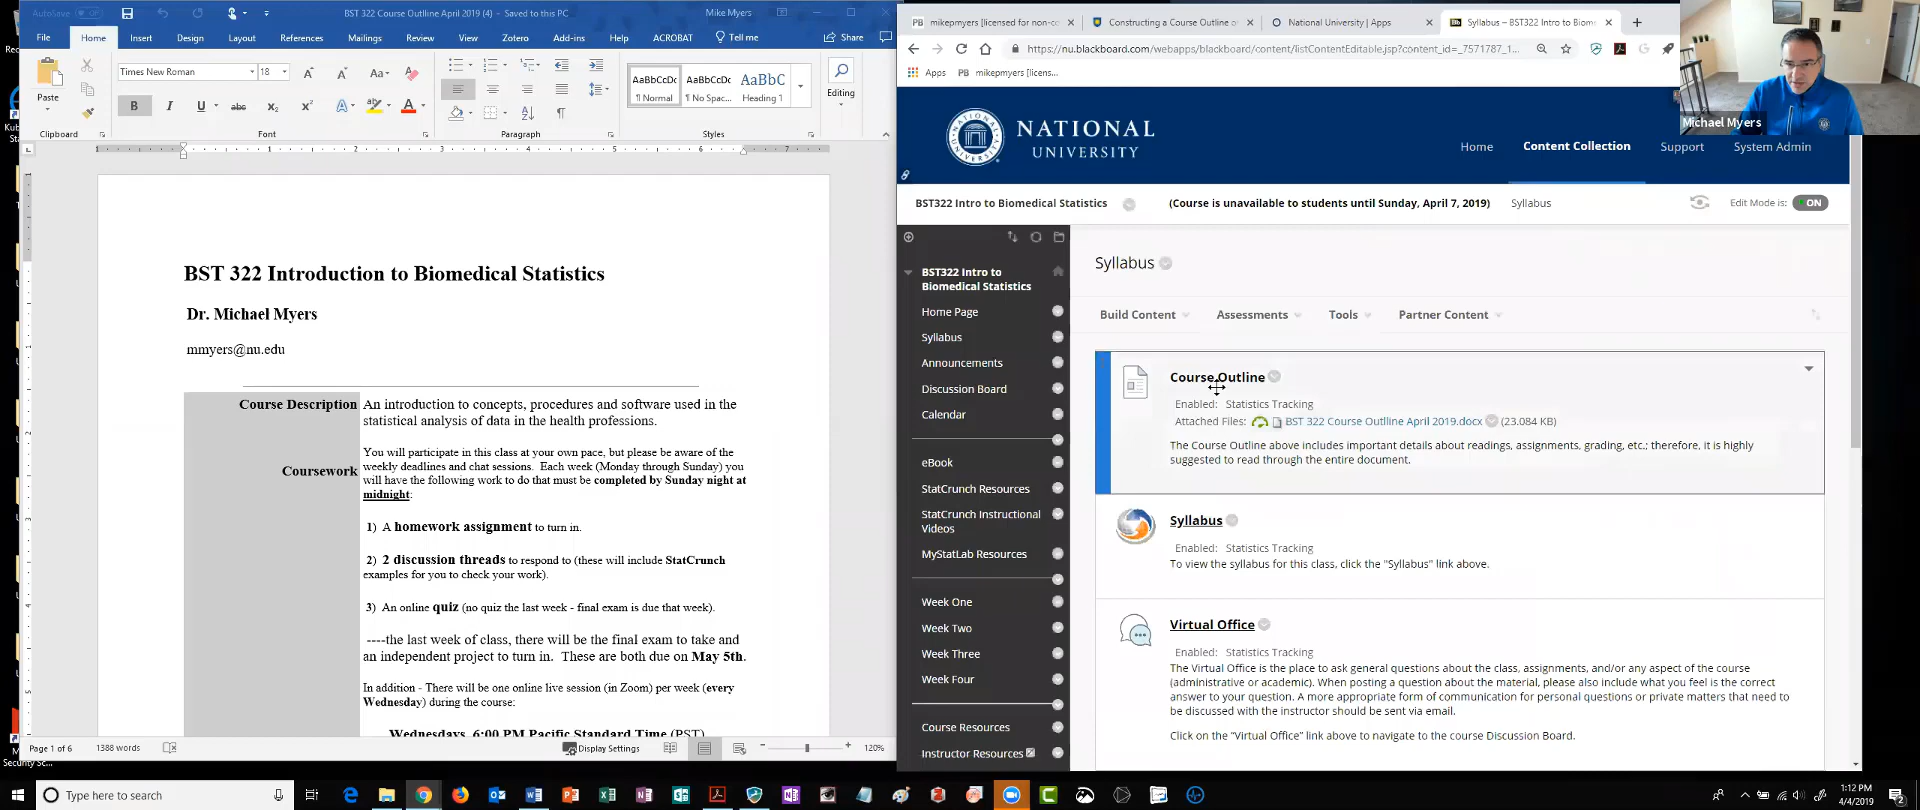 AutoSave
Off
BST 322 Course Outlline April 2019 (4) - Saved to this PC
Mike Myers
File
Home
Insert
Design
Layout
References
Mailings
Review
View
Zotero
Add-ins
Help
ACROBAT
Tell me
Share
Paste
Times New Roman
18
Aa
B I U abc x₂ x² A A
AaBbCcDc AaBbCcDc AaBbC
¶ Normal ¶ No Spac... Heading 1
Editing
Clipboard
Font
Paragraph
Styles
BST 322 Introduction to Biomedical Statistics
Dr. Michael Myers
mmyers@nu.edu
Course Description
An introduction to concepts, procedures and software used in the
statistical analysis of data in the health professions.
Coursework
You will participate in this class at your own pace, but please be aware of the
weekly deadlines and chat sessions. Each week (Monday through Sunday) you
will have the following work to do that must be completed by Sunday night at
midnight:
1) A homework assignment to turn in.
2) 2 discussion threads to respond to (these will include StatCrunch
examples for you to check your work).
3) An online quiz (no quiz the last week - final exam is due that week).
----the last week of class, there will be the final exam to take and
an independent project to turn in. These are both due on May 5th.
In addition - There will be one online live session (in Zoom) per week (every
Wednesday) during the course:
Wednesdays, 6:00 PM Pacific Standard Time (PST)
Page 1 of 6
1388 words
Display Settings
120%
mikepmyers [licensed for non-co
Constructing a Course Outline o
National University | Apps
Syllabus – BST322 Intro to Biom
https://nu.blackboard.com/webapps/blackboard/content/listContentEditable.jsp?content_id=_7571787_1...
Apps
mikepmyers [licens...
Michael Myers
NATIONAL
UNIVERSITY
Home
Content Collection
Support
System Admin
BST322 Intro to Biomedical Statistics
(Course is unavailable to students until Sunday, April 7, 2019)
Syllabus
Edit Mode is:
ON
BST322 Intro to
Biomedical Statistics
Home Page
Syllabus
Announcements
Discussion Board
Calendar
eBook
StatCrunch Resources
StatCrunch Instructional
Videos
MyStatLab Resources
Week One
Week Two
Week Three
Week Four
Course Resources
Instructor Resources
Syllabus
Build Content
Assessments
Tools
Partner Content
Course Outline
Enabled: Statistics Tracking
Attached Files: BST 322 Course Outlline April 2019.docx (23.084 KB)
The Course Outline above includes important details about readings, assignments, grading, etc.; therefore, it is highly
suggested to read through the entire document.
Syllabus
Enabled: Statistics Tracking
To view the syllabus for this class, click the "Syllabus" link above.
Virtual Office
Enabled: Statistics Tracking
The Virtual Office is the place to ask general questions about the class, assignments, and/or any aspect of the course
(administrative or academic). When posting a question about the material, please also include what you feel is the correct
answer to your question. A more appropriate form of communication for personal questions or private matters that need to
be discussed with the instructor should be sent via email.
Click on the "Virtual Office" link above to navigate to the course Discussion Board.
Type here to search
1:12 PM
4/4/2019